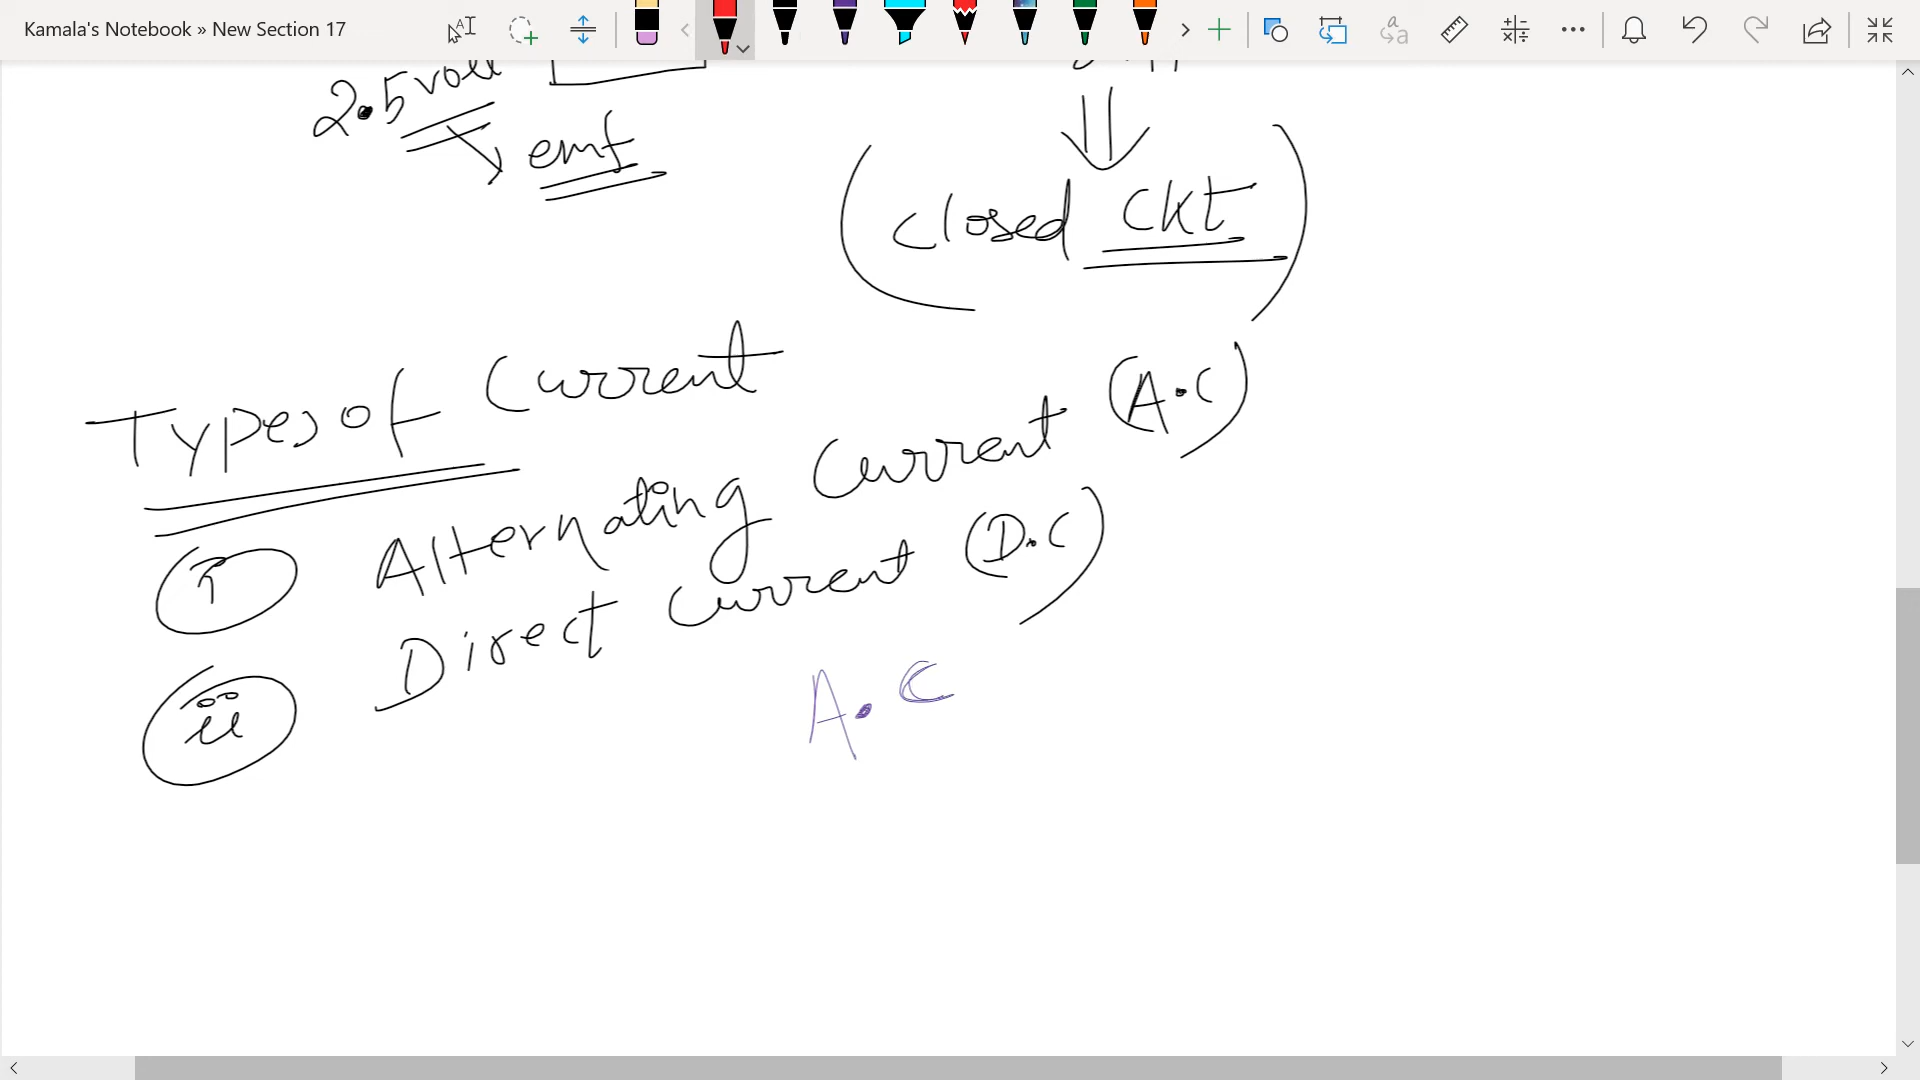 Kamala's Notebook » New Section 17
2.5 volt
emf
(closed CKT)
Types of Current
i Alternating Current (A.C)
ii Direct Current (D.C)
A.C